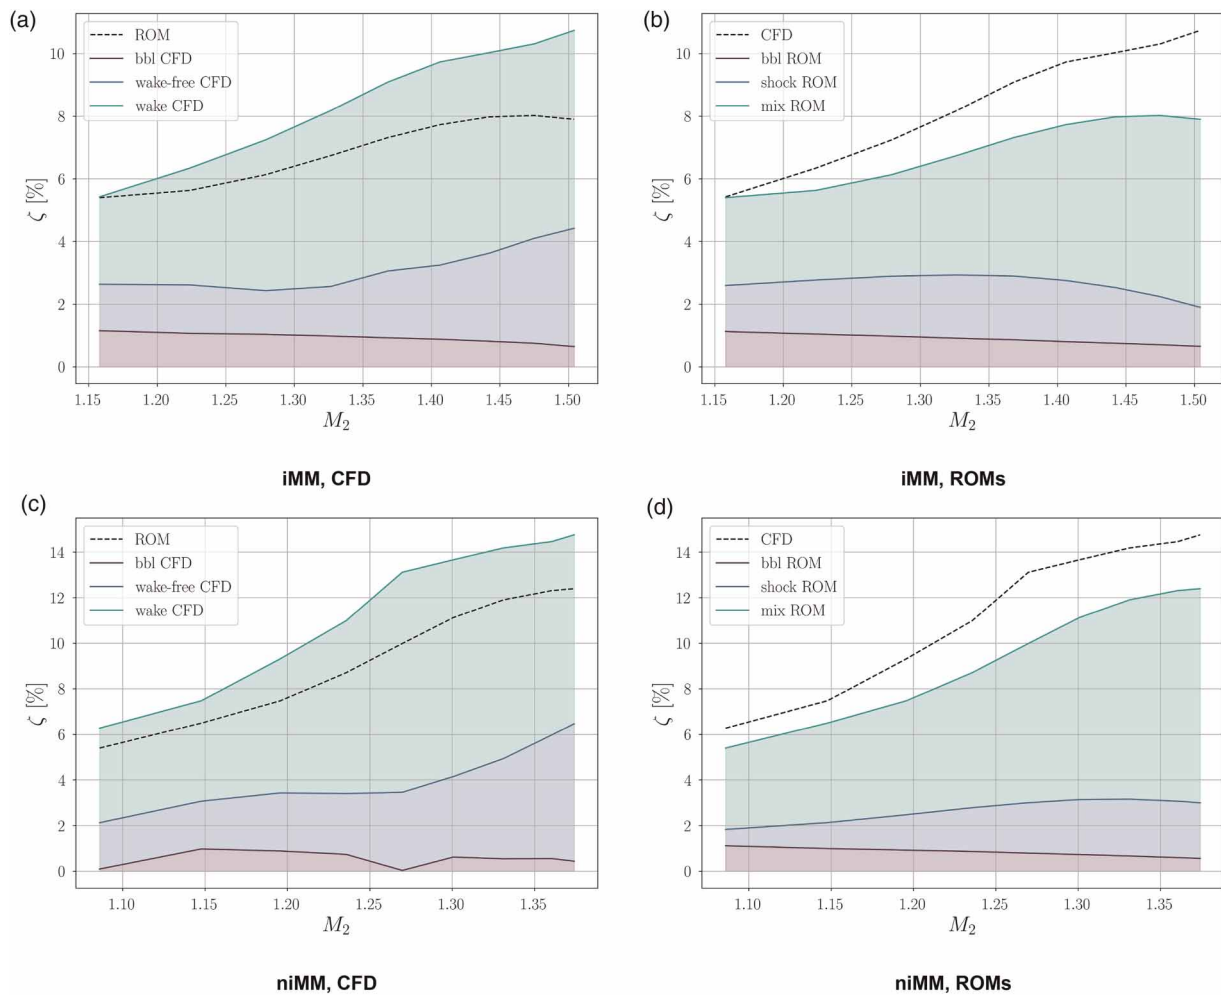 (a)
ROM
bbl CFD
wake-free CFD
wake CFD
ζ [%]
10
8
6
4
2
0
1.15 1.20 1.25 1.30 1.35 1.40 1.45 1.50
M₂
iMM, CFD
(b)
CFD
bbl ROM
shock ROM
mix ROM
ζ [%]
10
8
6
4
2
0
1.15 1.20 1.25 1.30 1.35 1.40 1.45 1.50
M₂
iMM, ROMs
(c)
ROM
bbl CFD
wake-free CFD
wake CFD
ζ [%]
14
12
10
8
6
4
2
0
1.10 1.15 1.20 1.25 1.30 1.35
M₂
niMM, CFD
(d)
CFD
bbl ROM
shock ROM
mix ROM
ζ [%]
14
12
10
8
6
4
2
0
1.10 1.15 1.20 1.25 1.30 1.35
M₂
niMM, ROMs